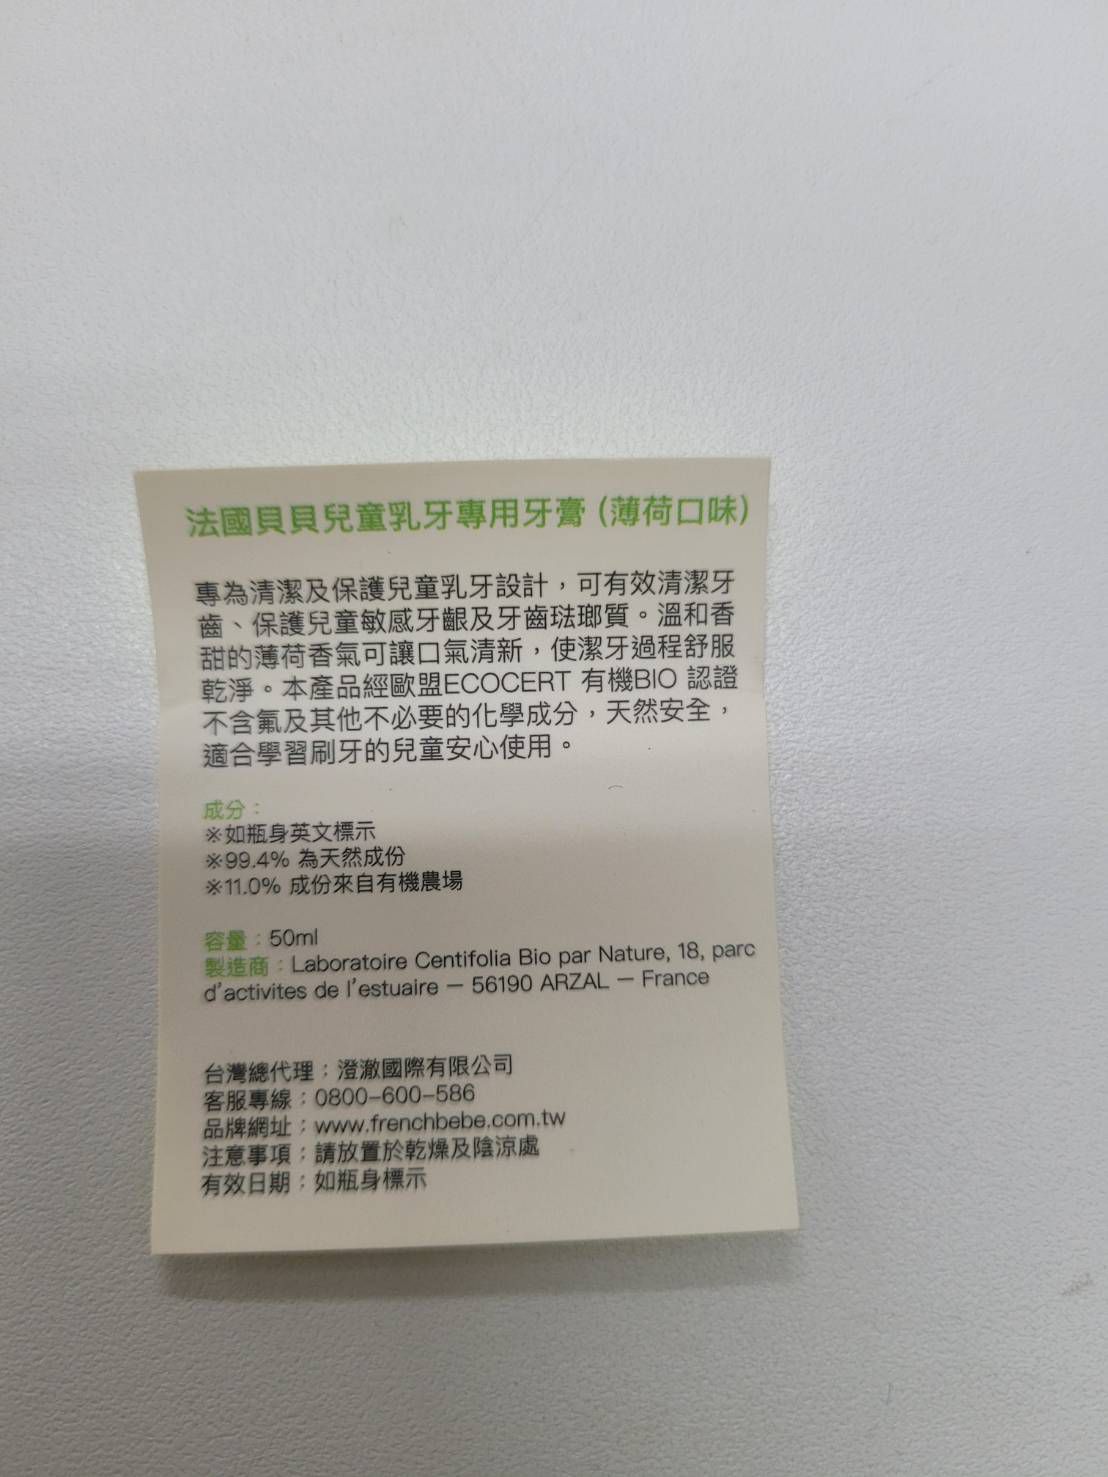 法國貝貝兒童乳牙專用牙膏 (薄荷口味)
專為清潔及保護兒童乳牙設計，可有效清潔牙
齒、保護兒童敏感牙齦及牙齒琺瑯質。溫和香
甜的薄荷香氣可讓口氣清新，使潔牙過程舒服
乾淨。本產品經歐盟ECOCERT 有機BIO 認證
不含氟及其他不必要的化學成分，天然安全，
適合學習刷牙的兒童安心使用。
成分：
※如瓶身英文標示
※99.4% 為天然成份
※11.0% 成份來自有機農場
容量：50ml
製造商：Laboratoire Centifolia Bio par Nature, 18, parc
d'activites de l'estuaire － 56190 ARZAL － France
台灣總代理：澄澈國際有限公司
客服專線：0800-600-586
品牌網址：www.frenchbebe.com.tw
注意事項：請放置於乾燥及陰涼處
有效日期：如瓶身標示